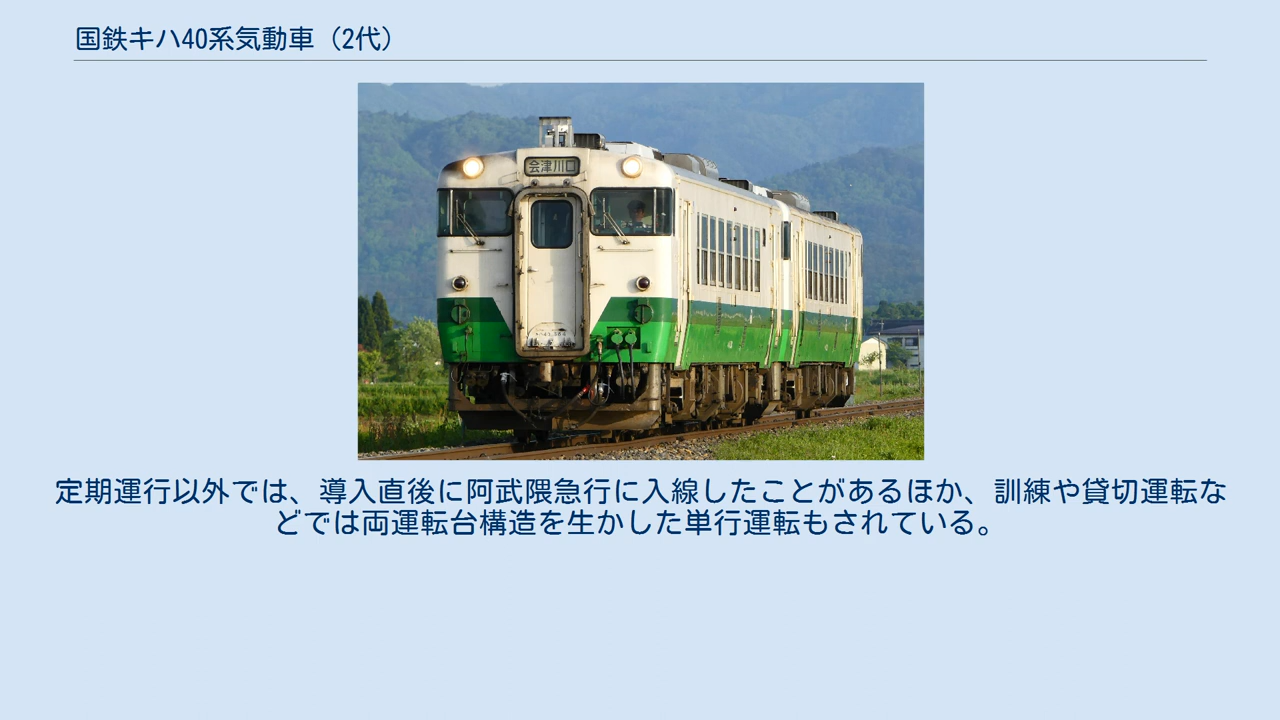 国鉄キハ40系気動車（2代）
会津川口
定期運行以外では、導入直後に阿武隈急行に入線したことがあるほか、訓練や貸切運転な
どでは両運転台構造を生かした単行運転もされている。